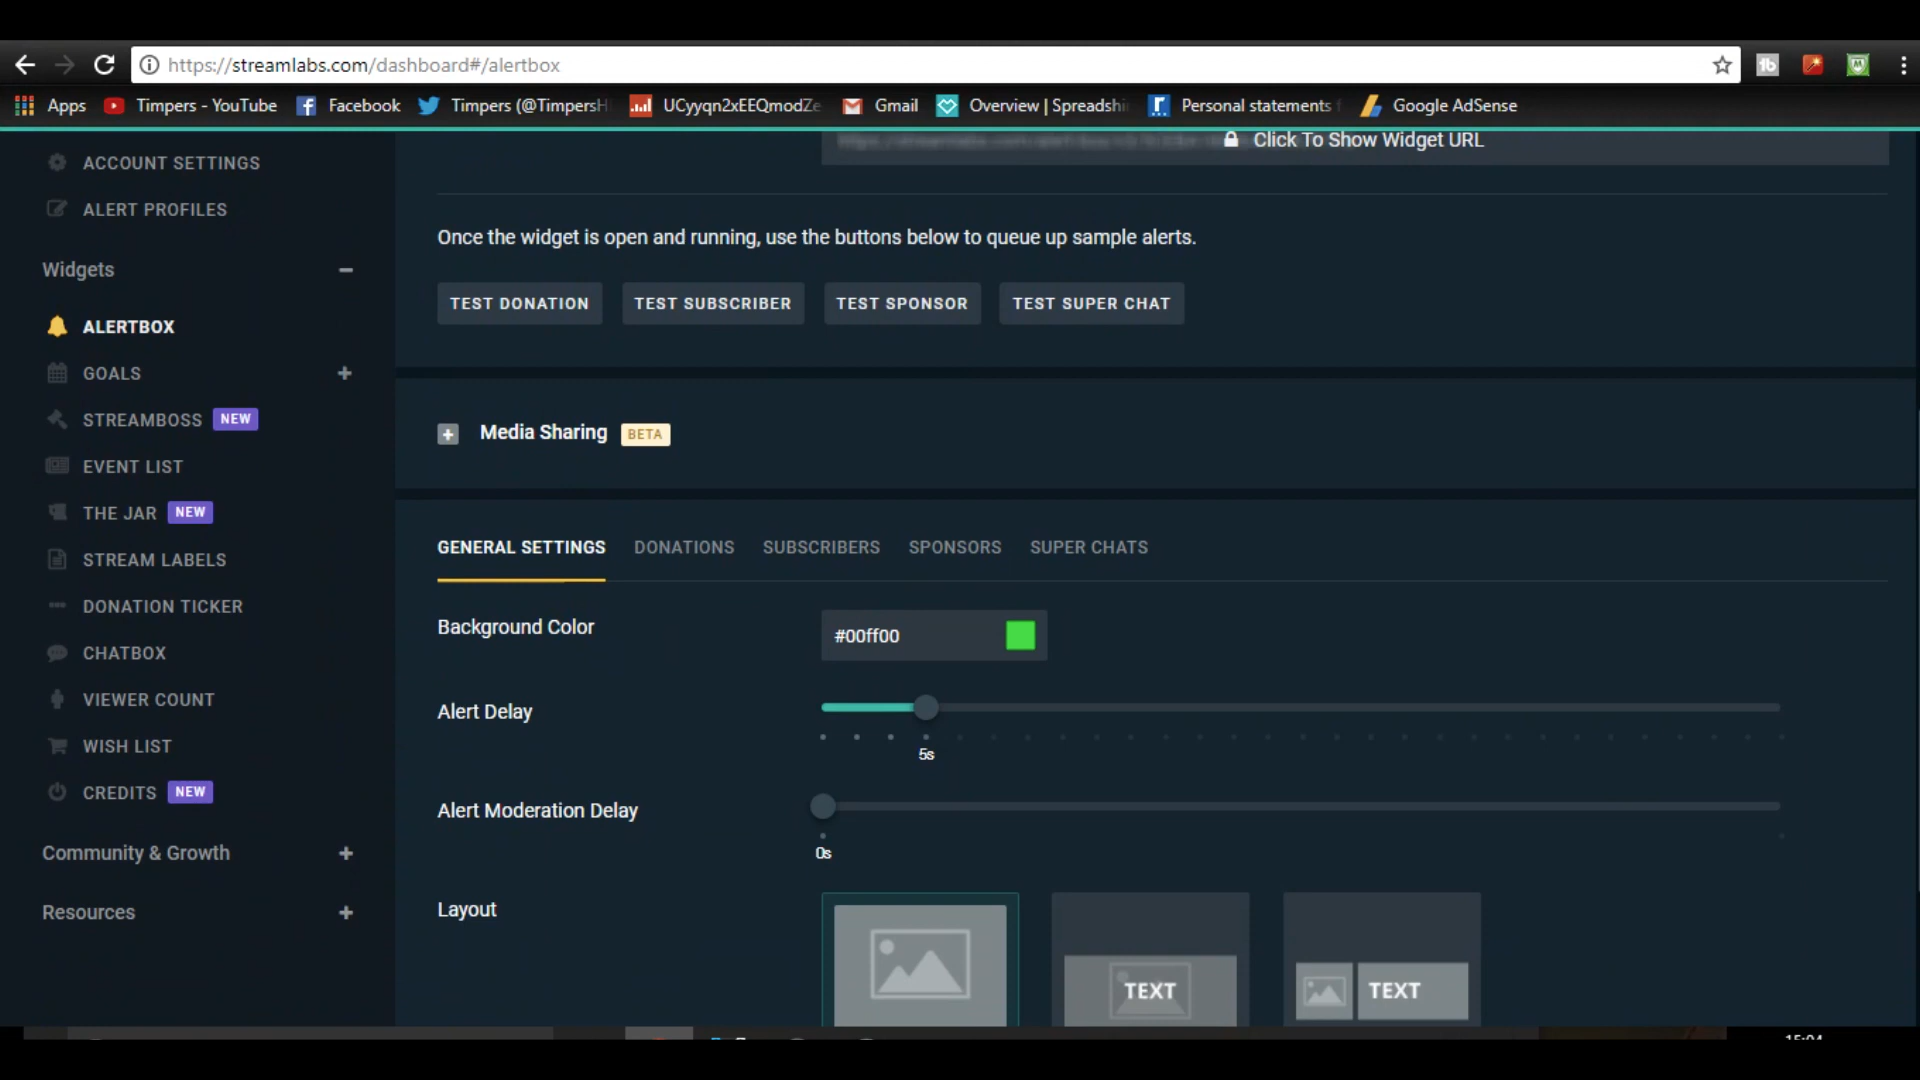 https://streamlabs.com/dashboard#/alertbox
Apps Timpers - YouTube Facebook Timpers (@TimpersH UCyyqn2xEEQmodZe Gmail Overview | Spreadshi Personal statements Google AdSense
ACCOUNT SETTINGS
ALERT PROFILES
Widgets
ALERTBOX
GOALS
STREAMBOSS NEW
EVENT LIST
THE JAR NEW
STREAM LABELS
DONATION TICKER
CHATBOX
VIEWER COUNT
WISH LIST
CREDITS NEW
Community & Growth
Resources
Click To Show Widget URL
Once the widget is open and running, use the buttons below to queue up sample alerts.
TEST DONATION TEST SUBSCRIBER TEST SPONSOR TEST SUPER CHAT
Media Sharing BETA
GENERAL SETTINGS DONATIONS SUBSCRIBERS SPONSORS SUPER CHATS
Background Color #00ff00
Alert Delay
5s
Alert Moderation Delay
0s
Layout
TEXT TEXT